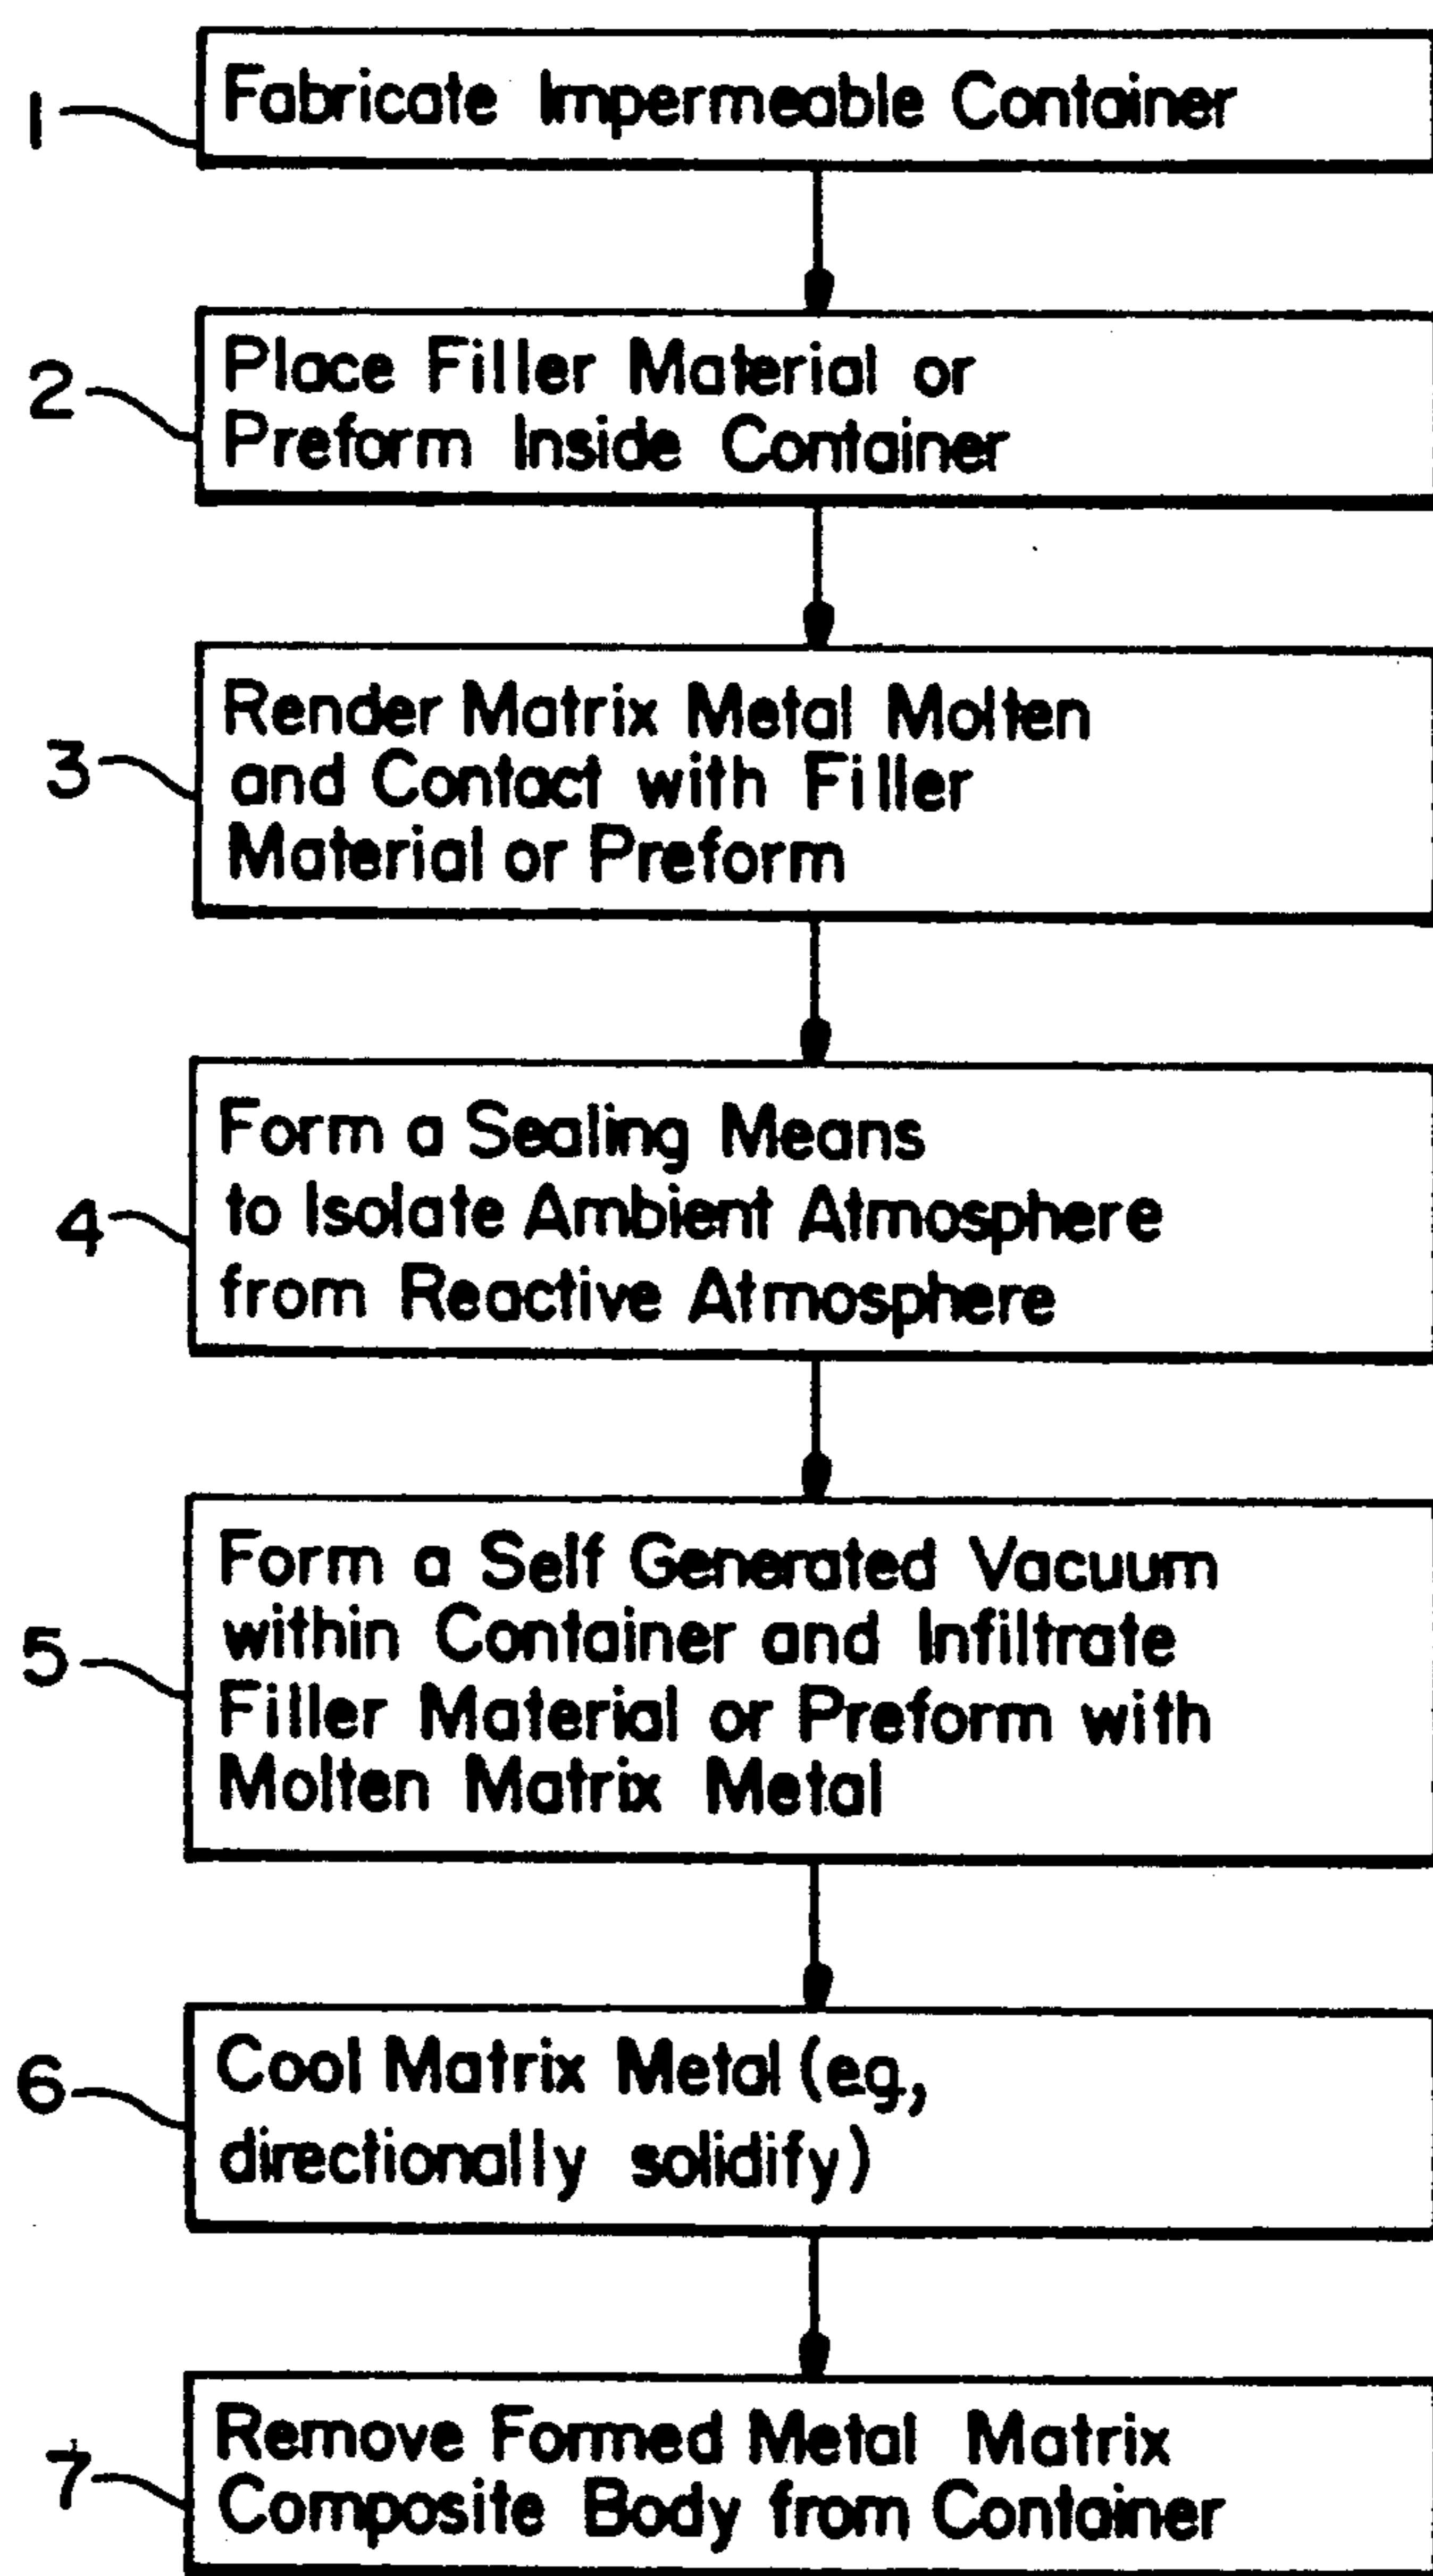 1
Fabricate Impermeable Container
2
Place Filler Material or
Preform Inside Container
3
Render Matrix Metal Molten
and Contact with Filler
Material or Preform
4
Form a Sealing Means
to Isolate Ambient Atmosphere
from Reactive Atmosphere
5
Form a Self Generated Vacuum
within Container and Infiltrate
Filler Material or Preform with
Molten Matrix Metal
6
Cool Matrix Metal (eg,
directionally solidify)
7
Remove Formed Metal Matrix
Composite Body from Container